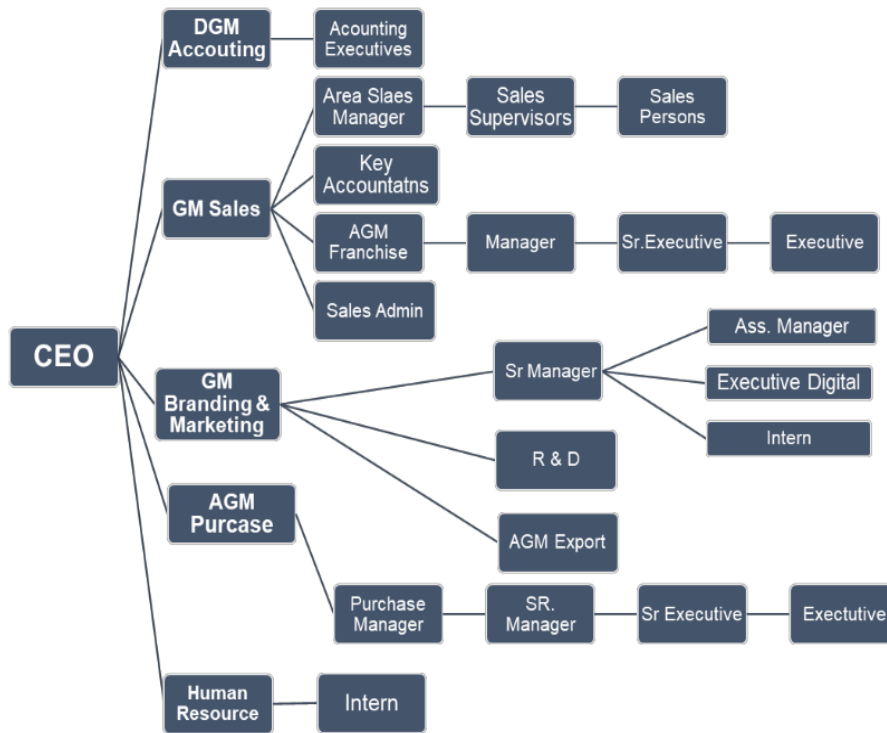 DGM
Accouting
Acounting
Executives
Area Slaes
Manager
Sales
Supervisors
Sales
Persons
Key
Accountatns
GM Sales
AGM
Franchise
Manager
Sr.Executive
Executive
Sales Admin
CEO
GM
Branding &
Marketing
Sr Manager
Ass. Manager
Executive Digital
Intern
R & D
AGM Export
AGM
Purcase
Purchase
Manager
SR.
Manager
Sr Executive
Exectutive
Human
Resource
Intern